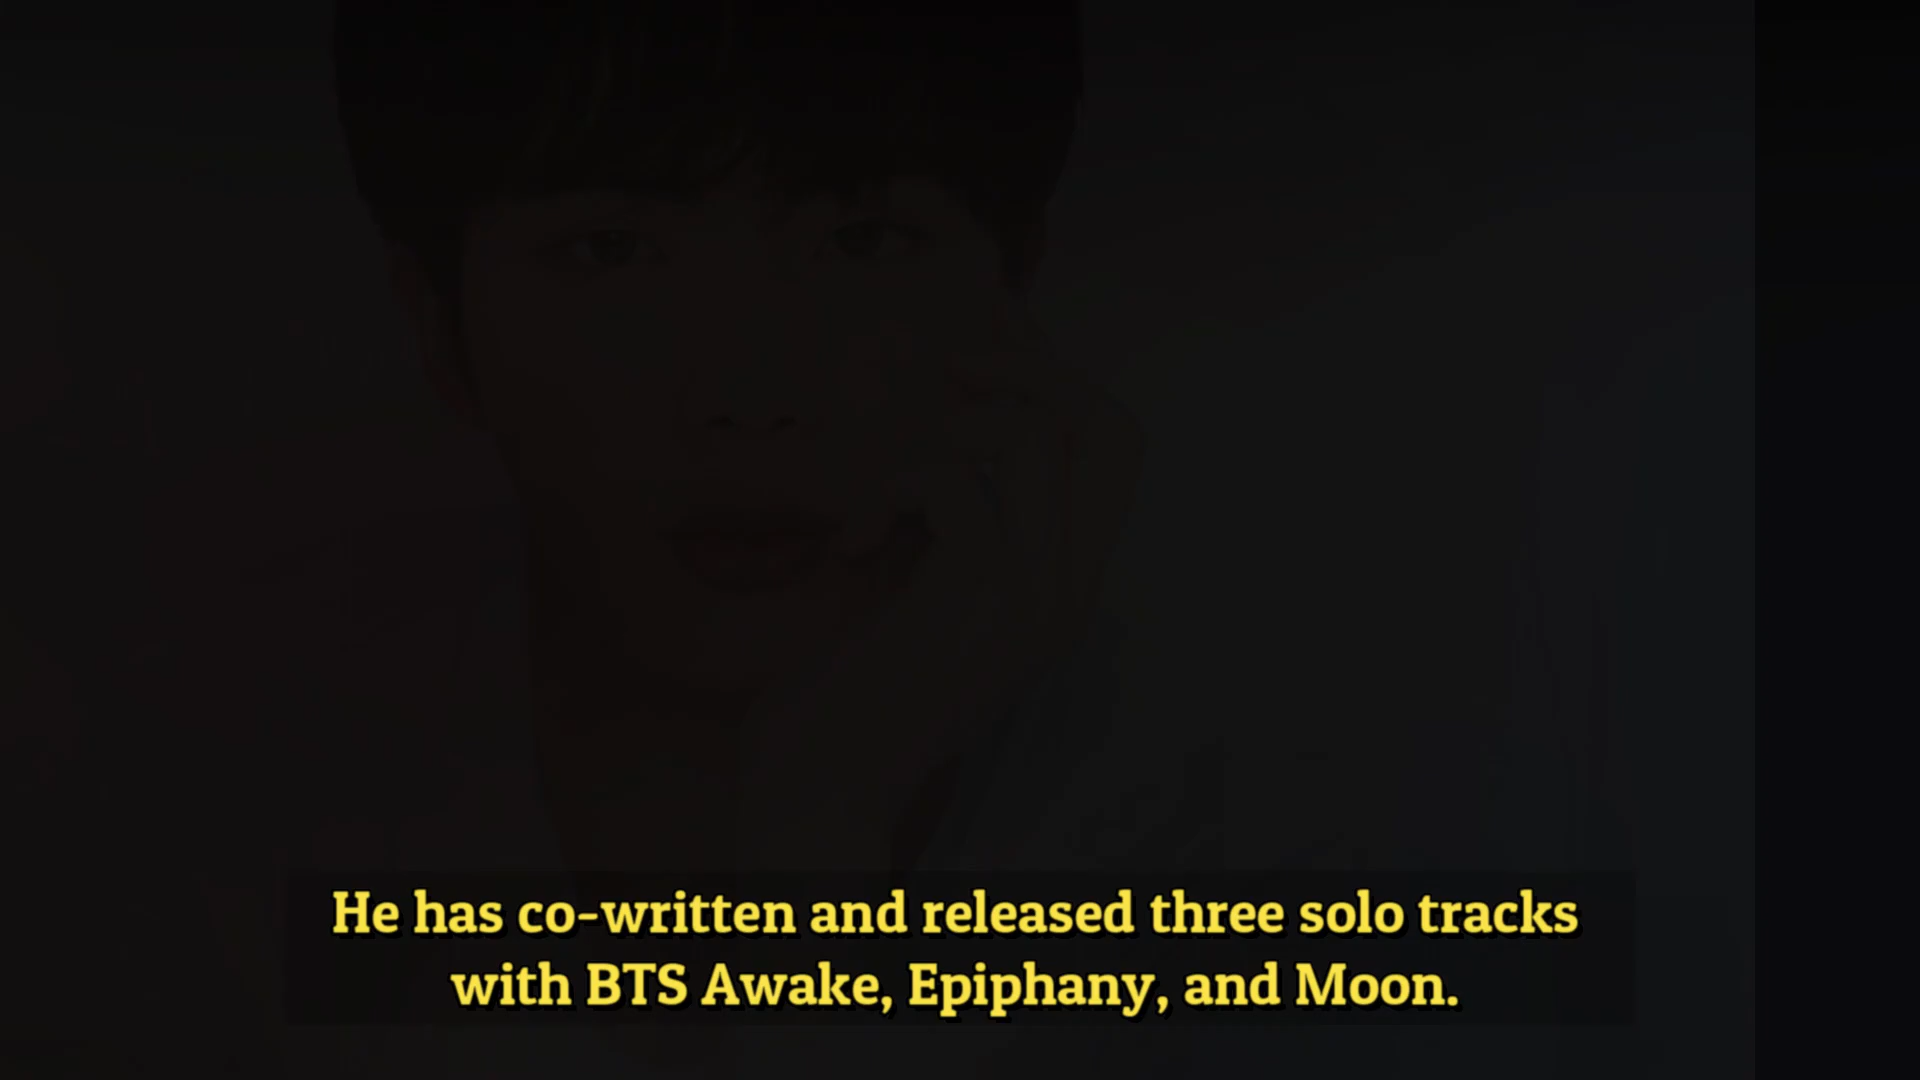 He has co-written and released three solo tracks
with BTS Awake, Epiphany, and Moon.